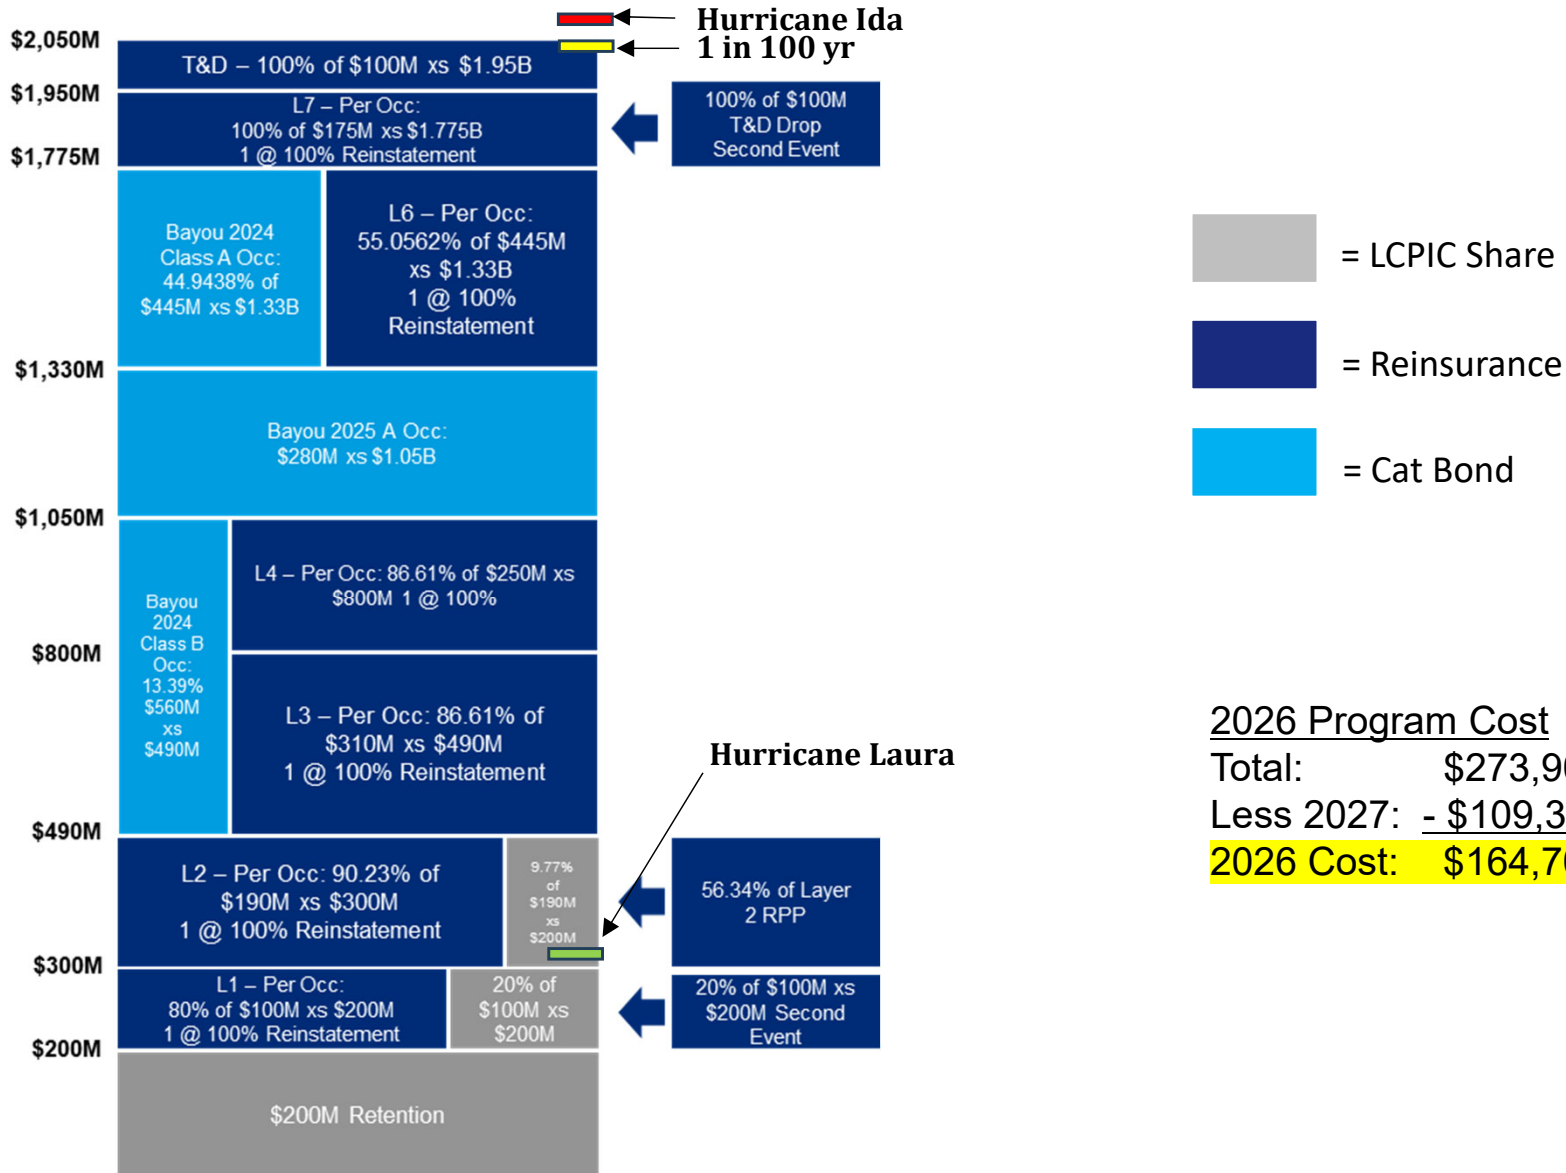 Hurricane Ida
1 in 100 yr
$2,050M
T&D – 100% of $100M xs $1.95B
$1,950M
L7 – Per Occ:
100% of $175M xs $1.775B
1 @ 100% Reinstatement
100% of $100M
T&D Drop
Second Event
$1,775M
Bayou 2024
Class A Occ:
44.9438% of
$445M xs $1.33B
L6 – Per Occ:
55.0562% of $445M
xs $1.33B
1 @ 100%
Reinstatement
= LCPIC Share
= Reinsurance
= Cat Bond
$1,330M
Bayou 2025 A Occ:
$280M xs $1.05B
$1,050M
Bayou
2024
Class B
Occ:
13.39%
$560M
xs
$490M
L4 – Per Occ: 86.61% of $250M xs
$800M 1 @ 100%
$800M
L3 – Per Occ: 86.61% of
$310M xs $490M
1 @ 100% Reinstatement
Hurricane Laura
2026 Program Cost
Total: $273,9
Less 2027: - $109,3
2026 Cost: $164,7
$490M
L2 – Per Occ: 90.23% of
$190M xs $300M
1 @ 100% Reinstatement
9.77%
of
$190M
xs
$200M
56.34% of Layer
2 RPP
$300M
L1 – Per Occ:
80% of $100M xs $200M
1 @ 100% Reinstatement
20% of
$100M xs
$200M
20% of $100M xs
$200M Second
Event
$200M
$200M Retention